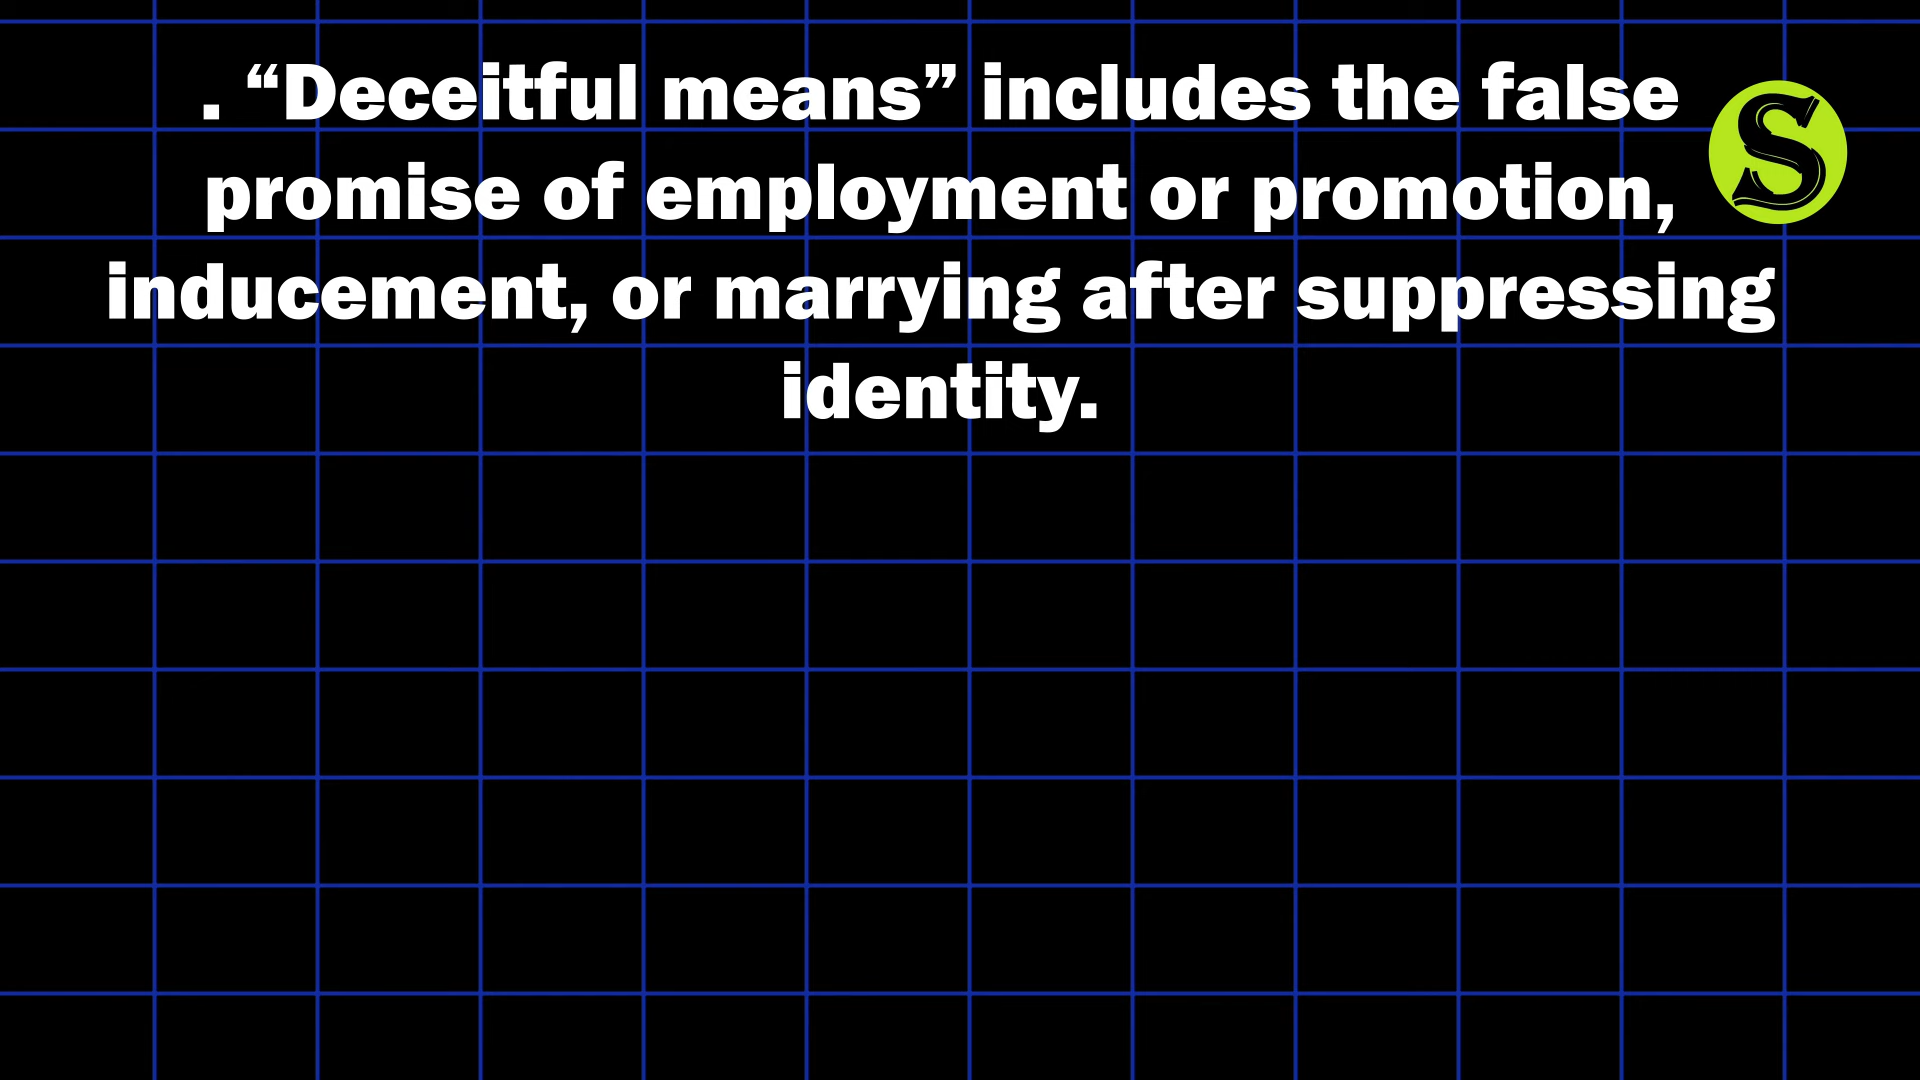 . “Deceitful means” includes the false
promise of employment or promotion,
inducement, or marrying after suppressing
identity.
S